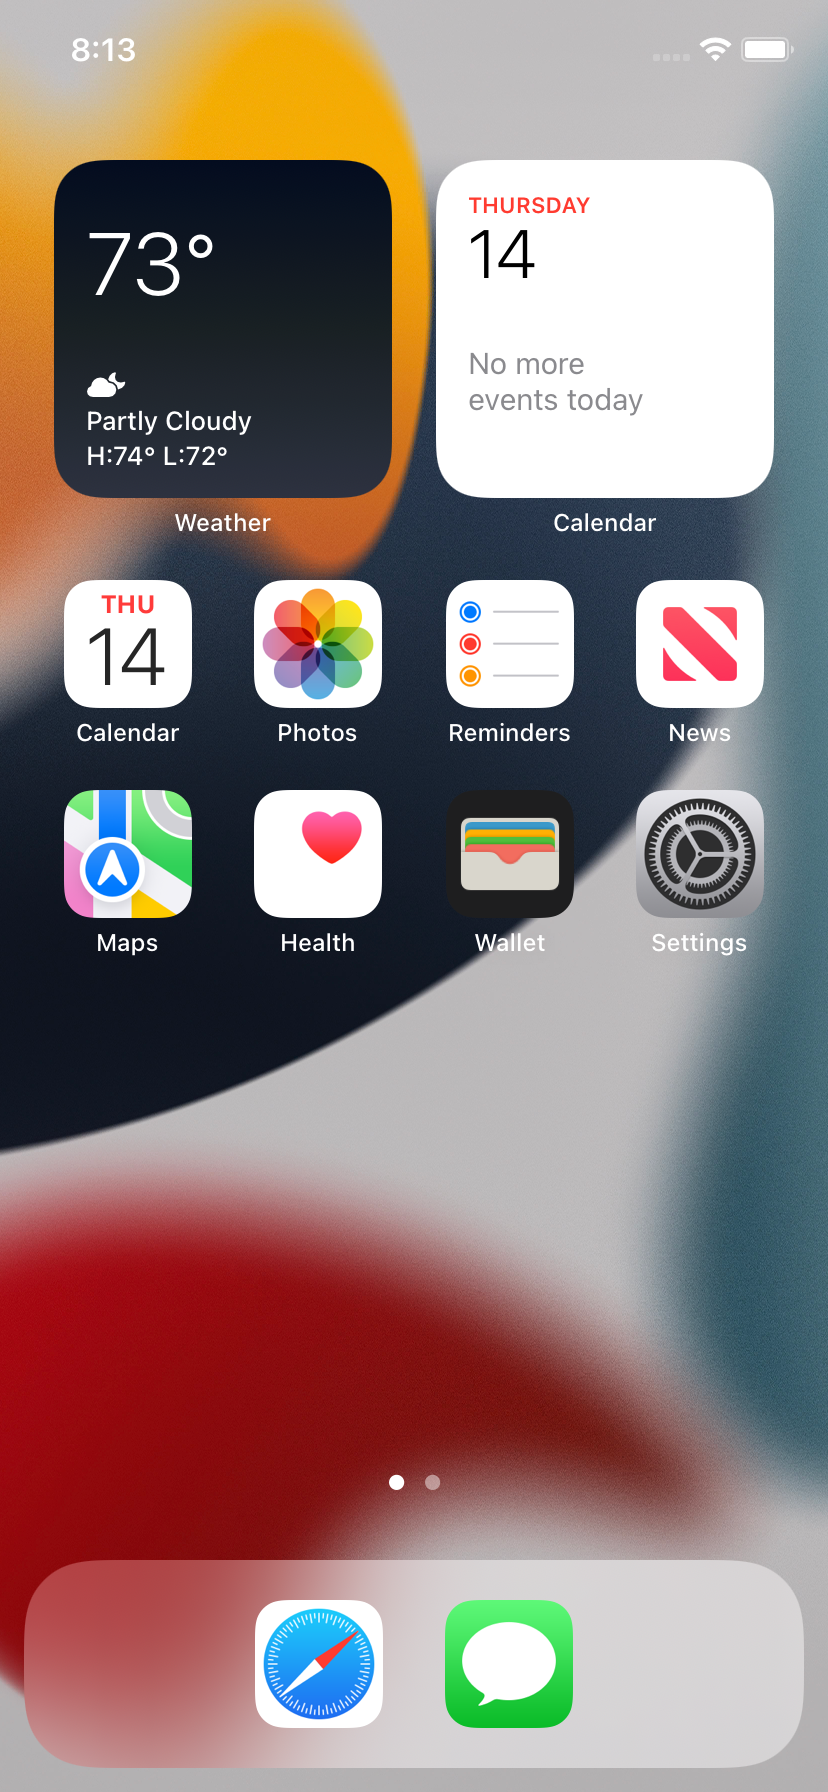 8:13
73°
Partly Cloudy
H:74° L:72°
Weather
THURSDAY
14
No more
events today
Calendar
THU
14
Calendar
Photos
Reminders
News
Maps
Health
Wallet
Settings